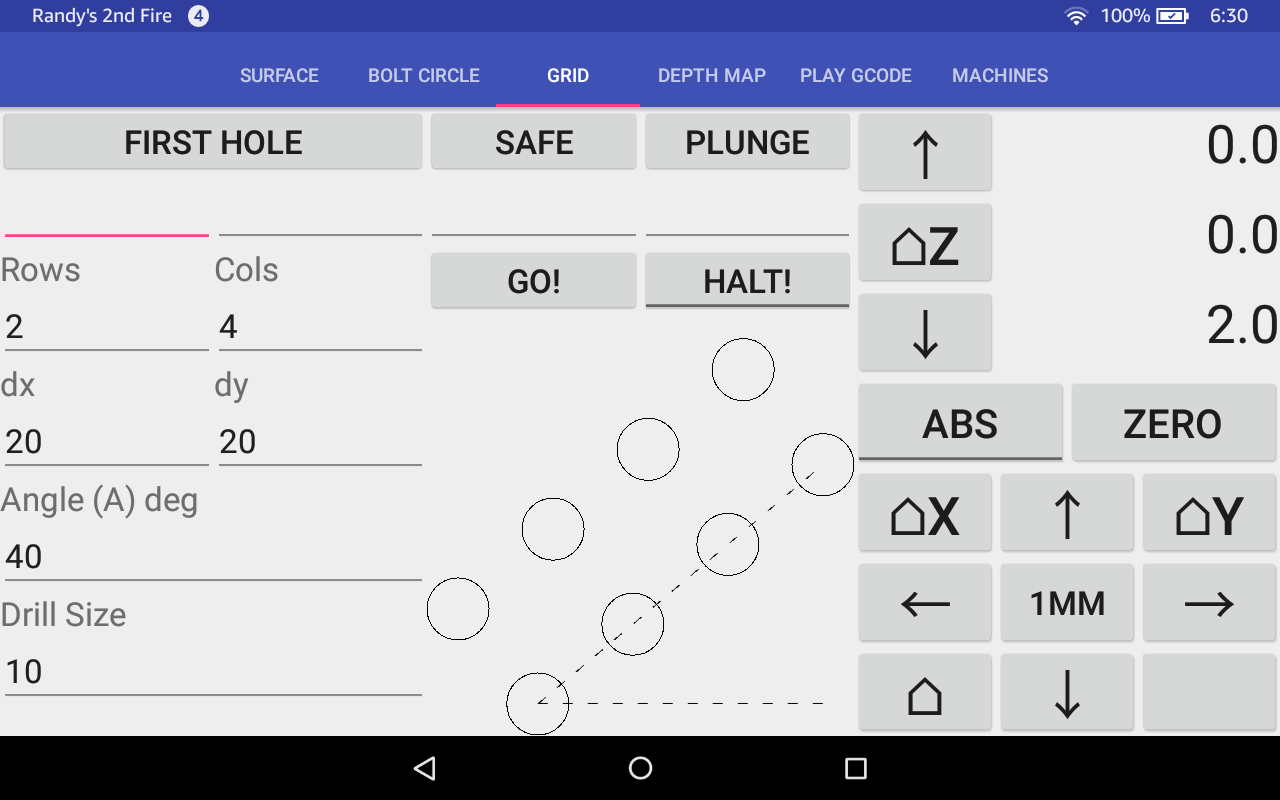 Randy's 2nd Fire 4 100% 6:30
SURFACE BOLT CIRCLE GRID DEPTH MAP PLAY GCODE MACHINES
FIRST HOLE SAFE PLUNGE ↑ 0.0
⌂Z 0.0
Rows Cols
GO! HALT!
2 4 ↓ 2.0
dx dy
20 20 ABS ZERO
Angle (A) deg
⌂X ↑ ⌂Y
40
Drill Size ← 1MM →
10 ⌂ ↓